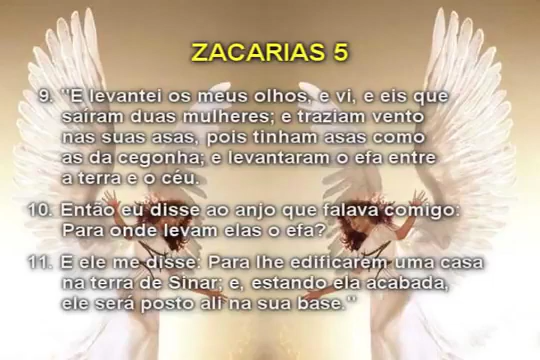 ZACARIAS 5
9. "E levantei os meus olhos, e vi, e eis que
saíram duas mulheres; e traziam vento
nas suas asas, pois tinham asas como
as da cegonha; e levantaram o efa entre
a terra e o céu.
10. Então eu disse ao anjo que falava comigo:
Para onde levam elas o efa?
11. E ele me disse: Para lhe edificarem uma casa
na terra de Sinar; e, estando ela acabada,
ele será posto ali na sua base."